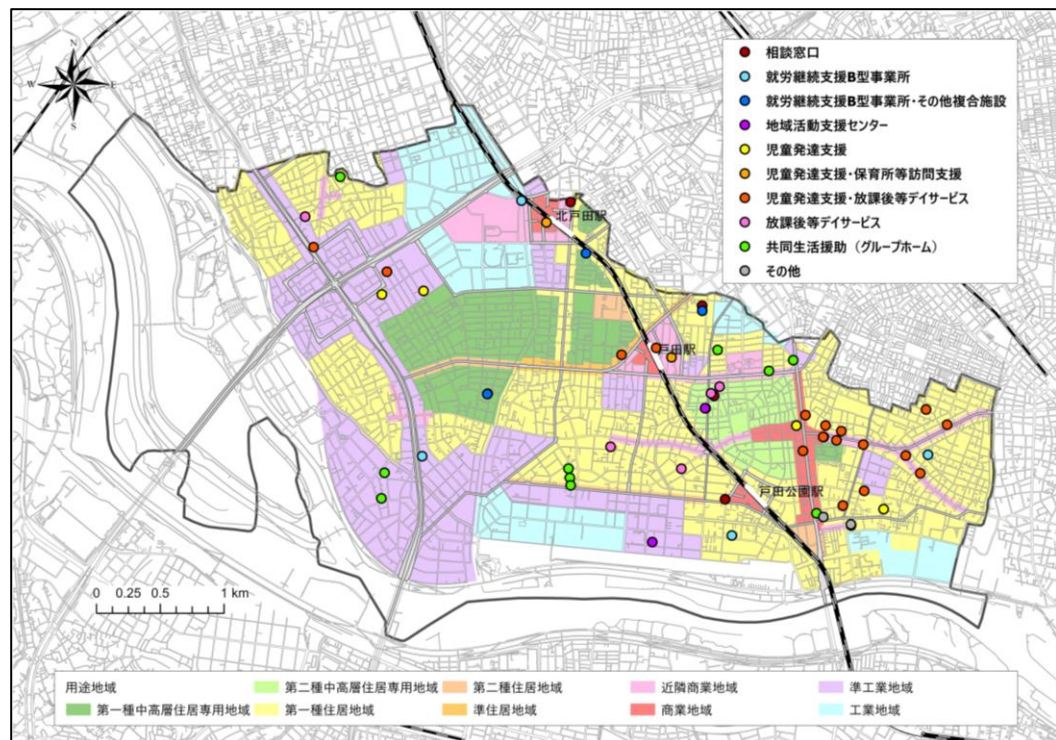 N
W
E
S
相談窓口
就労継続支援B型事業所
就労継続支援B型事業所・その他複合施設
地域活動支援センター
児童発達支援
児童発達支援・保育所等訪問支援
児童発達支援・放課後等デイサービス
放課後等デイサービス
共同生活援助（グループホーム）
その他
北戸田駅
戸田駅
戸田公園駅
0 0.25 0.5 1 km
用途地域 第二種中高層住居専用地域 第二種住居地域 近隣商業地域 準工業地域
第一種中高層住居専用地域 第一種住居地域 準住居地域 商業地域 工業地域